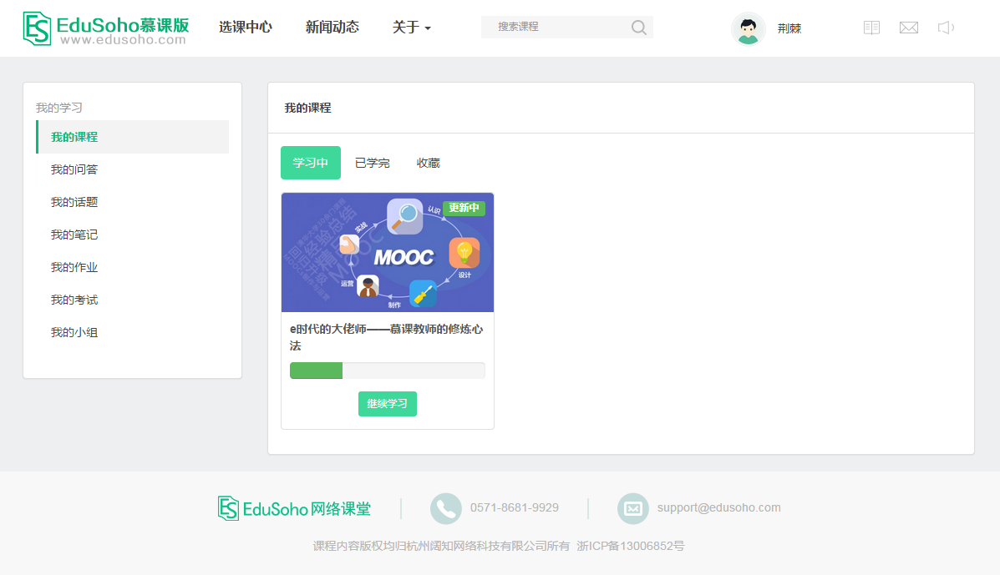 EduSoho慕课版
www.edusoho.com
选课中心
新闻动态
关于
搜索课程
荆棘
我的学习
我的课程
我的问答
我的话题
我的笔记
我的作业
我的考试
我的小组
我的课程
学习中
已学完
收藏
更新中
认识
实战
MOOC
设计
运营
制作
e时代的大佬师——慕课教师的修炼心
法
继续学习
EduSoho 网络课堂
0571-8681-9929
support@edusoho.com
课程内容版权均归杭州阔知网络科技有限公司所有 浙ICP备13006852号